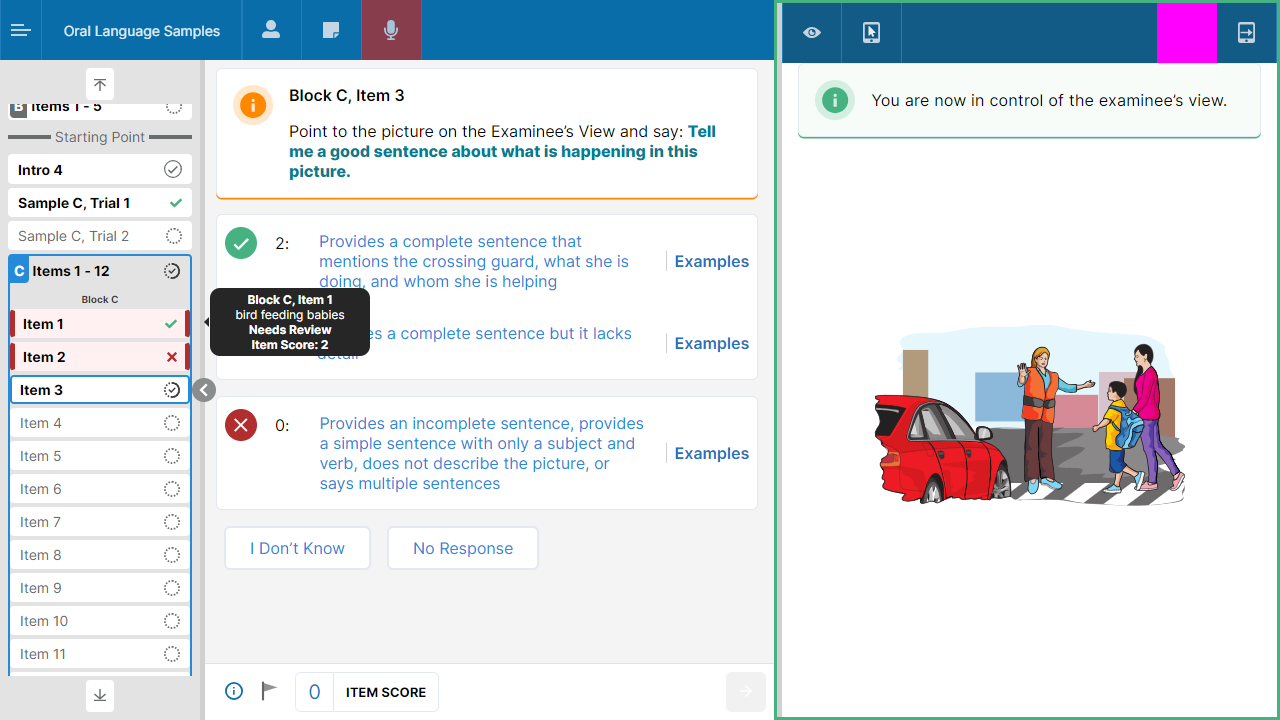 Oral Language Samples
B Items 1 - 5
Starting Point
Intro 4
Sample C, Trial 1
Sample C, Trial 2
C Items 1 - 12
Block C
Item 1
Item 2
Item 3
Item 4
Item 5
Item 6
Item 7
Item 8
Item 9
Item 10
Item 11
Block C, Item 1
bird feeding babies
Needs Review
Item Score: 2
Block C, Item 3
Point to the picture on the Examinee’s View and say: Tell
me a good sentence about what is happening in this
picture.
2:
Provides a complete sentence that
mentions the crossing guard, what she is
doing, and whom she is helping
Examples
a complete sentence but it lacks
Examples
0:
Provides an incomplete sentence, provides
a simple sentence with only a subject and
verb, does not describe the picture, or
says multiple sentences
Examples
I Don’t Know
No Response
0 ITEM SCORE
You are now in control of the examinee’s view.